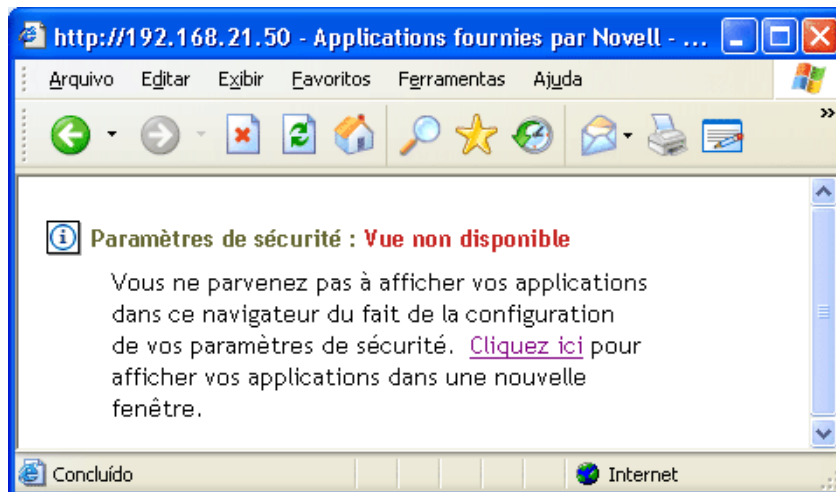 http://192.168.21.50 - Applications fournies par Novell - ...
Arquivo Editar Exibir Favoritos Ferramentas Ajuda
»
Paramètres de sécurité : Vue non disponible
Vous ne parvenez pas à afficher vos applications
dans ce navigateur du fait de la configuration
de vos paramètres de sécurité. Cliquez ici pour
afficher vos applications dans une nouvelle
fenêtre.
Concluído Internet